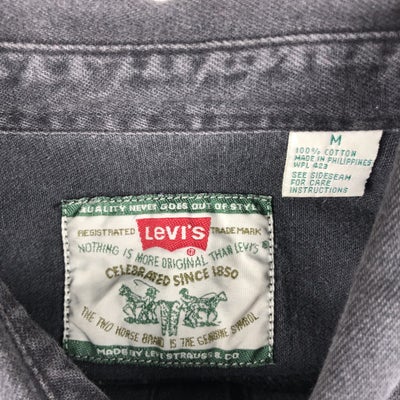 M
100% COTTON
MADE IN PHILIPPINES
WPL 423
SEE SIDESEAM
FOR CARE
INSTRUCTIONS
QUALITY NEVER GOES OUT OF STYLE
REGISTRATED TRADEMARK
LEVI'S
NOTHING IS MORE ORIGINAL THAN LEVI'S ®
CELEBRATED SINCE 1850
THE TWO HORSE BRAND IS THE GENUINE SYMBOL
MADE BY LEVI STRAUSS & CO